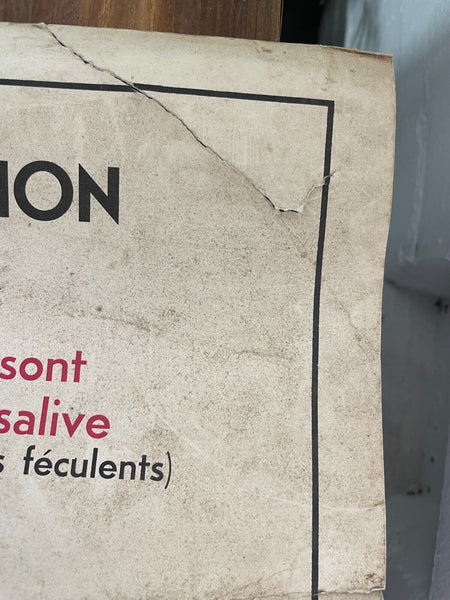 ION
sont
salive
s féculents)